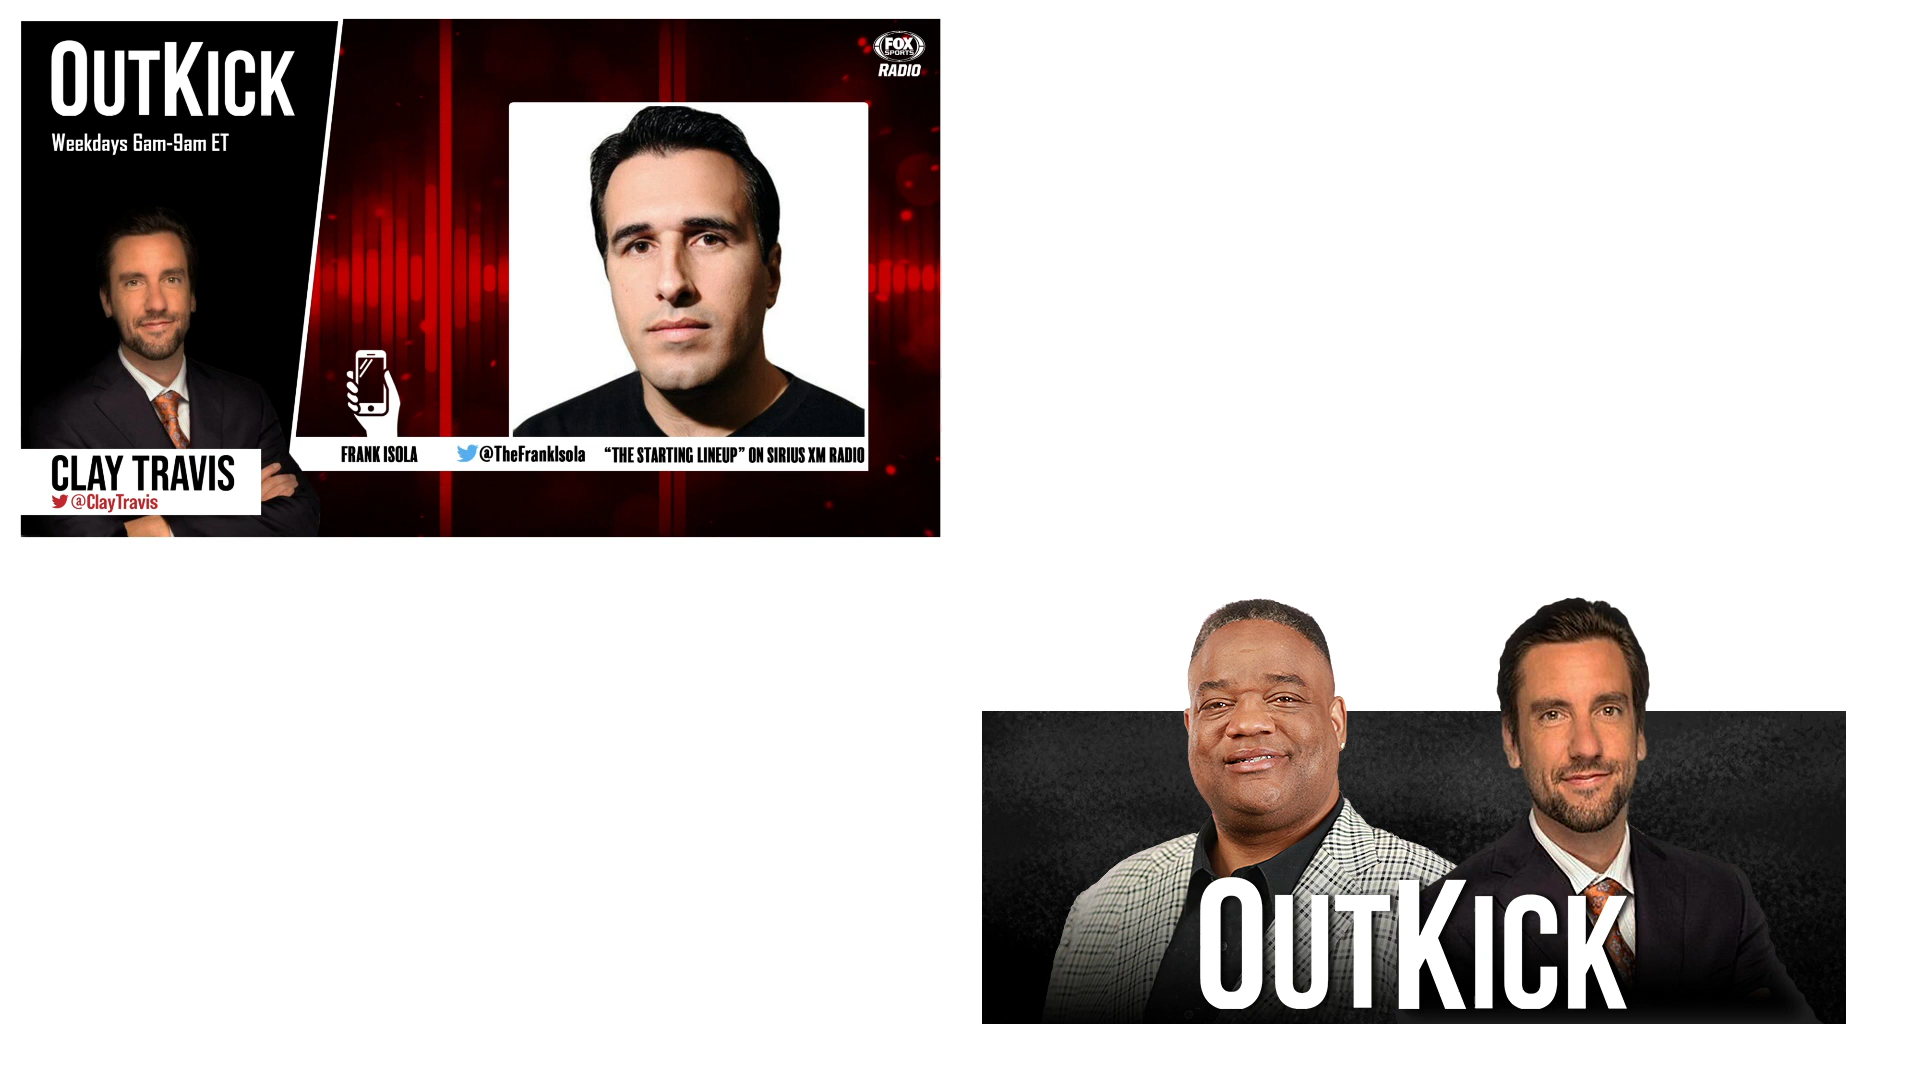 OUTKICK
Weekdays 6am-9am ET
FOX
SPORTS
RADIO
FRANK ISOLA @TheFrankIsola “THE STARTING LINEUP” ON SIRIUS XM RADIO
CLAY TRAVIS
@ClayTravis
OUTKICK